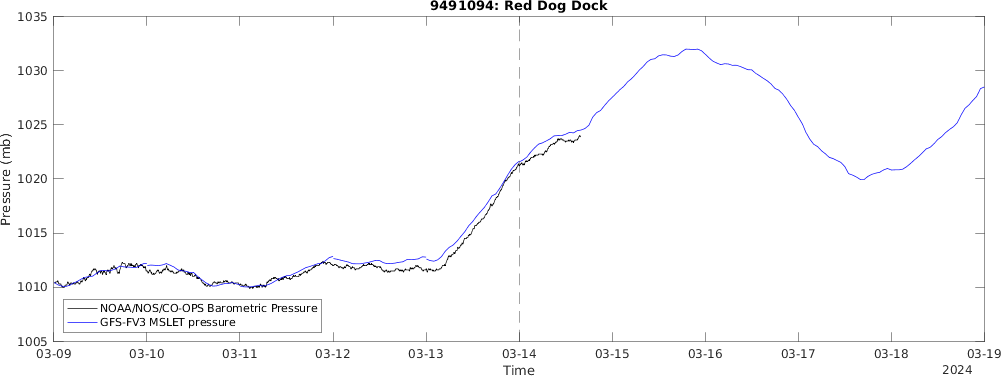 9491094: Red Dog Dock
Pressure (mb)
1035
1030
1025
1020
1015
1010
1005
NOAA/NOS/CO-OPS Barometric Pressure
GFS-FV3 MSLET pressure
03-09 03-10 03-11 03-12 03-13 03-14 03-15 03-16 03-17 03-18 03-19
Time
2024